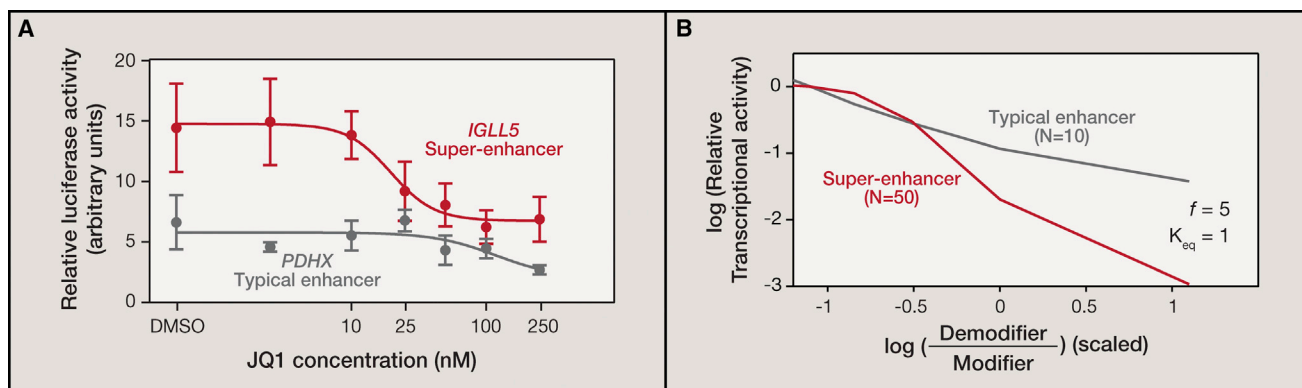 A
Relative luciferase activity
(arbitrary units)
20
15
10
5
0
IGLL5
Super-enhancer
PDHX
Typical enhancer
DMSO 10 25 100 250
JQ1 concentration (nM)
B
log (Relative
Transcriptional activity)
0
-1
-2
-3
Typical enhancer
(N=10)
Super-enhancer
(N=50)
f = 5
Keq = 1
-1 -0.5 0 0.5 1
log (Demodifier/Modifier) (scaled)